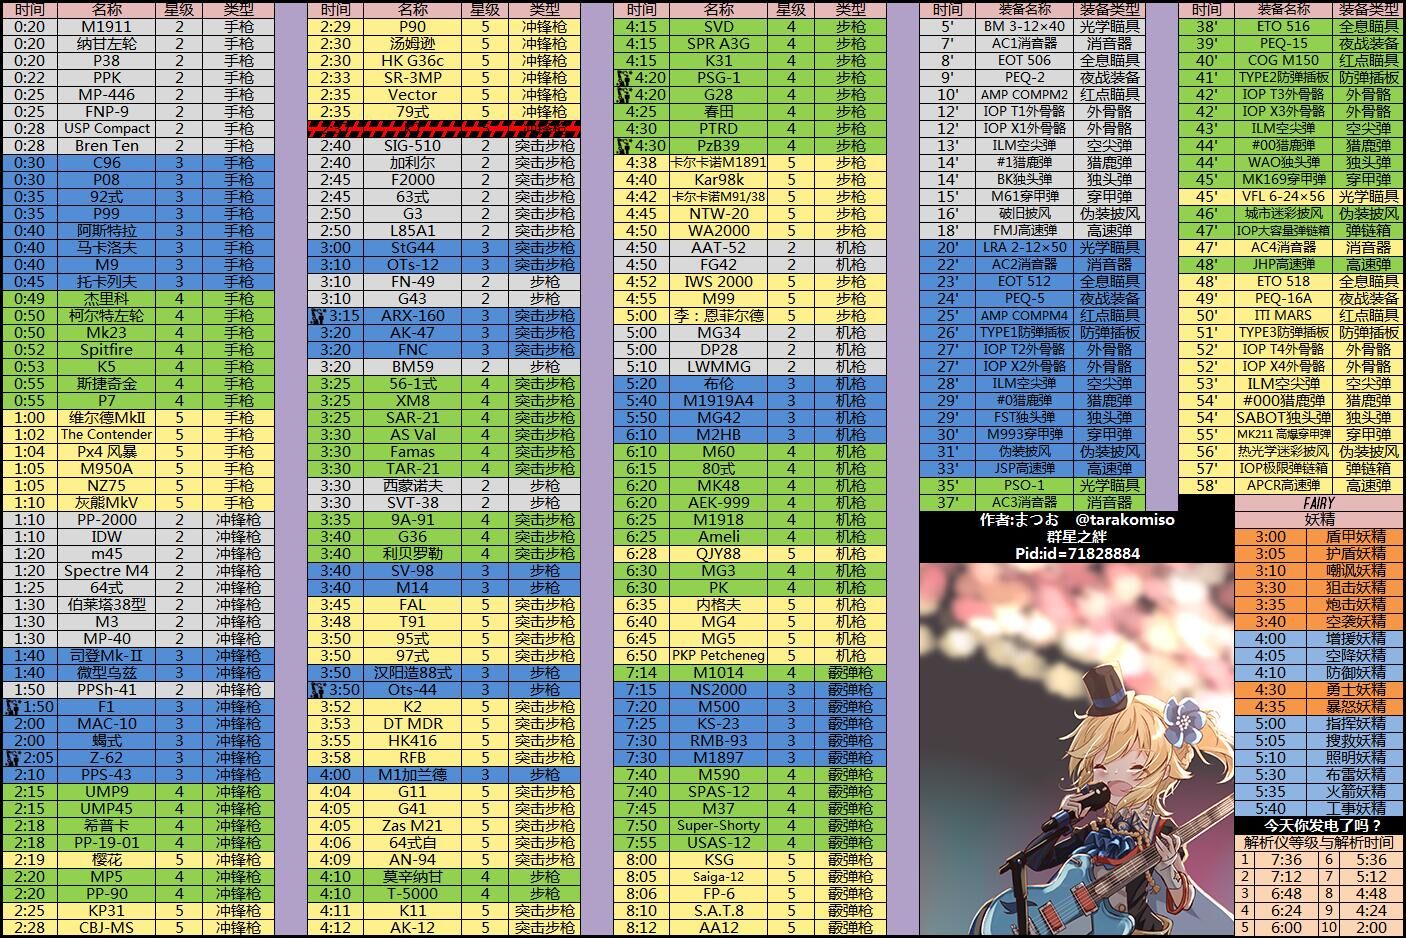 时间 名称 星级 类型
0:20 M1911 2 手枪
0:20 纳甘左轮 2 手枪
0:20 P38 2 手枪
0:22 PPK 2 手枪
0:25 MP-446 2 手枪
0:25 FNP-9 2 手枪
0:28 USP Compact 2 手枪
0:28 Bren Ten 2 手枪
0:30 C96 3 手枪
0:30 P08 3 手枪
0:35 92式 3 手枪
0:35 P99 3 手枪
0:40 阿斯特拉 3 手枪
0:40 马卡洛夫 3 手枪
0:40 M9 3 手枪
0:45 托卡列夫 3 手枪
0:49 杰里科 4 手枪
0:50 柯尔特左轮 4 手枪
0:50 Mk23 4 手枪
0:52 Spitfire 4 手枪
0:53 K5 4 手枪
0:55 斯捷奇金 4 手枪
0:55 P7 4 手枪
1:00 维尔德MkII 5 手枪
1:02 The Contender 5 手枪
1:04 Px4 风暴 5 手枪
1:05 M950A 5 手枪
1:05 NZ75 5 手枪
1:10 灰熊MkV 5 手枪
1:10 PP-2000 2 冲锋枪
1:10 IDW 2 冲锋枪
1:20 m45 2 冲锋枪
1:20 Spectre M4 2 冲锋枪
1:25 64式 2 冲锋枪
1:30 伯莱塔38型 2 冲锋枪
1:30 M3 2 冲锋枪
1:30 MP-40 2 冲锋枪
1:40 司登Mk-II 3 冲锋枪
1:40 微型乌兹 3 冲锋枪
1:50 PPSh-41 2 冲锋枪
1:50 F1 3 冲锋枪
2:00 MAC-10 3 冲锋枪
2:00 蝎式 3 冲锋枪
2:05 Z-62 3 冲锋枪
2:10 PPS-43 3 冲锋枪
2:15 UMP9 4 冲锋枪
2:15 UMP45 4 冲锋枪
2:18 希普卡 4 冲锋枪
2:18 PP-19-01 4 冲锋枪
2:19 樱花 5 冲锋枪
2:20 MP5 4 冲锋枪
2:20 PP-90 4 冲锋枪
2:25 KP31 5 冲锋枪
2:28 CBJ-MS 5 冲锋枪
时间 名称 星级 类型
2:29 P90 5 冲锋枪
2:30 汤姆逊 5 冲锋枪
2:30 HK G36c 5 冲锋枪
2:33 SR-3MP 5 冲锋枪
2:35 Vector 5 冲锋枪
2:35 79式 5 冲锋枪
2:40 SIG-510 2 突击步枪
2:40 加利尔 2 突击步枪
2:45 F2000 2 突击步枪
2:45 63式 2 突击步枪
2:50 G3 2 突击步枪
2:50 L85A1 2 突击步枪
3:00 StG44 3 突击步枪
3:10 OTs-12 3 突击步枪
3:10 FN-49 2 步枪
3:10 G43 2 步枪
3:15 ARX-160 3 突击步枪
3:20 AK-47 3 突击步枪
3:20 FNC 3 突击步枪
3:20 BM59 2 步枪
3:25 56-1式 4 突击步枪
3:25 XM8 4 突击步枪
3:25 SAR-21 4 突击步枪
3:30 AS Val 4 突击步枪
3:30 Famas 4 突击步枪
3:30 TAR-21 4 突击步枪
3:30 西蒙诺夫 2 步枪
3:30 SVT-38 2 步枪
3:35 9A-91 4 突击步枪
3:40 G36 4 突击步枪
3:40 利贝罗勒 4 突击步枪
3:40 SV-98 3 步枪
3:40 M14 3 步枪
3:45 FAL 5 突击步枪
3:48 T91 5 突击步枪
3:50 95式 5 突击步枪
3:50 97式 5 突击步枪
3:50 汉阳造88式 3 步枪
3:50 Ots-44 3 步枪
3:52 K2 5 突击步枪
3:53 DT MDR 5 突击步枪
3:55 HK416 5 突击步枪
3:58 RFB 5 突击步枪
4:00 M1加兰德 3 步枪
4:04 G11 5 突击步枪
4:05 G41 5 突击步枪
4:05 Zas M21 5 突击步枪
4:06 64式自 5 突击步枪
4:09 AN-94 5 突击步枪
4:10 莫辛纳甘 4 步枪
4:10 T-5000 4 步枪
4:11 K11 5 突击步枪
4:12 AK-12 5 突击步枪
时间 名称 星级 类型
4:15 SVD 4 步枪
4:15 SPR A3G 4 步枪
4:15 K31 4 步枪
4:20 PSG-1 4 步枪
4:20 G28 4 步枪
4:25 春田 4 步枪
4:30 PTRD 4 步枪
4:30 PzB39 4 步枪
4:38 卡尔卡诺M1891 5 步枪
4:40 Kar98k 5 步枪
4:42 卡尔卡诺M91/38 5 步枪
4:45 NTW-20 5 步枪
4:50 WA2000 5 步枪
4:50 AAT-52 2 机枪
4:50 FG42 2 机枪
4:52 IWS 2000 5 步枪
4:55 M99 5 步枪
5:00 李：恩菲尔德 5 步枪
5:00 MG34 2 机枪
5:00 DP28 2 机枪
5:10 LWMMG 2 机枪
5:20 布伦 3 机枪
5:40 M1919A4 3 机枪
5:50 MG42 3 机枪
6:10 M2HB 3 机枪
6:10 M60 4 机枪
6:15 80式 4 机枪
6:20 MK48 4 机枪
6:20 AEK-999 4 机枪
6:25 M1918 4 机枪
6:25 Ameli 4 机枪
6:28 QJY88 5 机枪
6:30 MG3 4 机枪
6:30 PK 4 机枪
6:35 内格夫 5 机枪
6:40 MG4 5 机枪
6:45 MG5 5 机枪
6:50 PKP Petcheneg 5 机枪
7:14 M1014 4 霰弹枪
7:15 NS2000 3 霰弹枪
7:20 M500 3 霰弹枪
7:25 KS-23 3 霰弹枪
7:30 RMB-93 3 霰弹枪
7:30 M1897 3 霰弹枪
7:40 M590 4 霰弹枪
7:40 SPAS-12 4 霰弹枪
7:45 M37 4 霰弹枪
7:50 Super-Shorty 4 霰弹枪
7:55 USAS-12 4 霰弹枪
8:00 KSG 5 霰弹枪
8:05 Saiga-12 5 霰弹枪
8:06 FP-6 5 霰弹枪
8:10 S.A.T.8 5 霰弹枪
8:12 AA12 5 霰弹枪
时间 装备名称 装备类型
5' BM 3-12×40 光学瞄具
7' AC1消音器 消音器
8' EOT 506 全息瞄具
9' PEQ-2 夜战装备
10' AMP COMPM2 红点瞄具
12' IOP T1外骨骼 外骨骼
12' IOP X1外骨骼 外骨骼
13' ILM空尖弹 空尖弹
14' #1猎鹿弹 猎鹿弹
14' BK独头弹 独头弹
15' M61穿甲弹 穿甲弹
16' 破旧披风 伪装披风
18' FMJ高速弹 高速弹
20' LRA 2-12×50 光学瞄具
22' AC2消音器 消音器
23' EOT 512 全息瞄具
24' PEQ-5 夜战装备
25' AMP COMPM4 红点瞄具
26' TYPE1防弹插板 防弹插板
27' IOP T2外骨骼 外骨骼
27' IOP X2外骨骼 外骨骼
28' ILM空尖弹 空尖弹
29' #0猎鹿弹 猎鹿弹
29' FST独头弹 独头弹
30' M993穿甲弹 穿甲弹
31' 伪装披风 伪装披风
33' JSP高速弹 高速弹
35' PSO-1 光学瞄具
37' AC3消音器 消音器
作者:まつお @tarakomiso
群星之絆
Pid:id=71828884
时间 装备名称 装备类型
38' ETO 516 全息瞄具
39' PEQ-15 夜战装备
40' COG M150 红点瞄具
41' TYPE2防弹插板 防弹插板
42' IOP T3外骨骼 外骨骼
42' IOP X3外骨骼 外骨骼
43' ILM空尖弹 空尖弹
44' #00猎鹿弹 猎鹿弹
44' WAO独头弹 独头弹
45' MK169穿甲弹 穿甲弹
45' VFL 6-24×56 光学瞄具
46' 城市迷彩披风 伪装披风
47' IOP大容量弹链箱 弹链箱
47' AC4消音器 消音器
48' JHP高速弹 高速弹
48' ETO 518 全息瞄具
49' PEQ-16A 夜战装备
50' ITI MARS 红点瞄具
51' TYPE3防弹插板 防弹插板
52' IOP T4外骨骼 外骨骼
52' IOP X4外骨骼 外骨骼
53' ILM空尖弹 空尖弹
54' #000猎鹿弹 猎鹿弹
54' SABOT独头弹 独头弹
55' MK211 高爆穿甲弹 穿甲弹
56' 热光学迷彩披风 伪装披风
57' IOP极限弹链箱 弹链箱
58' APCR高速弹 高速弹
FAIRY
妖精
3:00 盾甲妖精
3:05 护盾妖精
3:10 嘲讽妖精
3:30 狙击妖精
3:35 炮击妖精
3:40 空袭妖精
4:00 增援妖精
4:05 空降妖精
4:10 防御妖精
4:30 勇士妖精
4:35 暴怒妖精
5:00 指挥妖精
5:05 搜救妖精
5:10 照明妖精
5:30 布雷妖精
5:35 火箭妖精
5:40 工事妖精
今天你发电了吗？
解析仪等级与解析时间
1 7:36 6 5:36
2 7:12 7 5:12
3 6:48 8 4:48
4 6:24 9 4:24
5 6:00 10 2:00